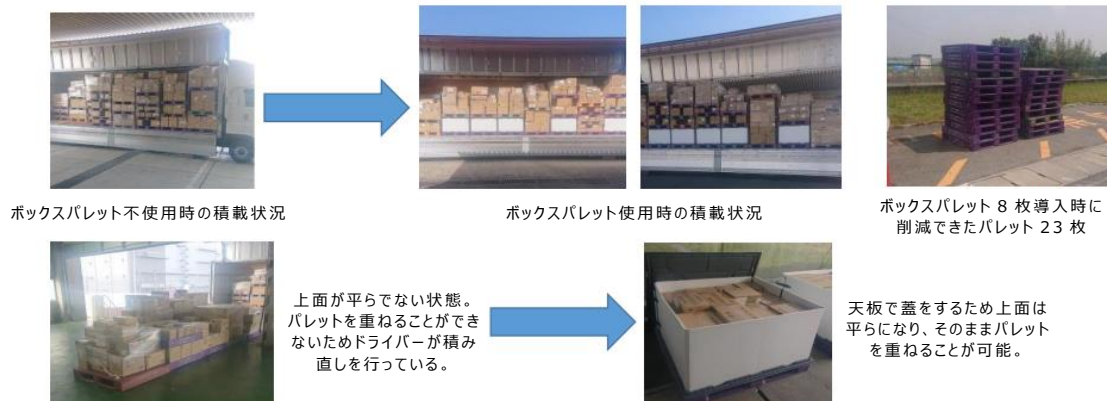 ボックスパレット不使用時の積載状況
ボックスパレット使用時の積載状況
ボックスパレット 8 枚導入時に
削減できたパレット 23 枚
上面が平らでない状態。
パレットを重ねることができ
ないためドライバーが積み
直しを行っている。
天板で蓋をするため上面は
平らになり、そのままパレット
を重ねることが可能。